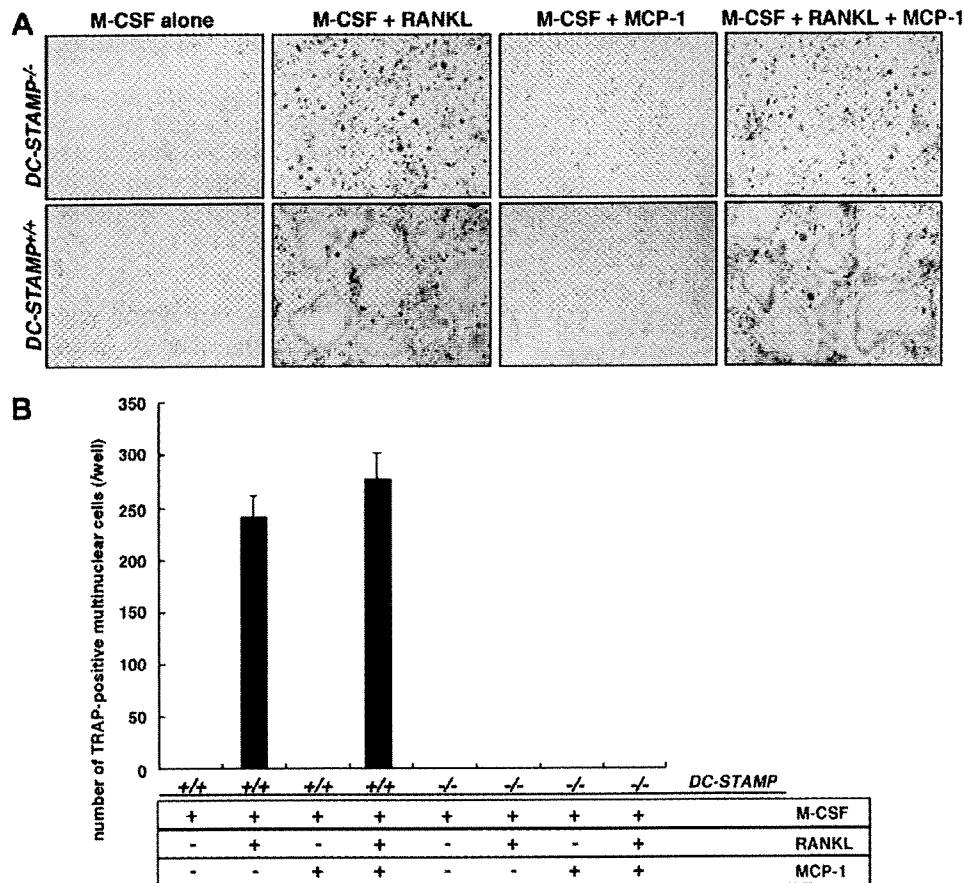 A
M-CSF alone M-CSF + RANKL M-CSF + MCP-1 M-CSF + RANKL + MCP-1
DC-STAMP-/-
DC-STAMP+/+
B
number of TRAP-positive multinuclear cells (/well)
350
300
250
200
150
100
50
0
+/+ +/+ +/+ +/+ -/- -/- -/- -/- DC-STAMP
+ + + + + + + + M-CSF
- + - + - + - + RANKL
- - + + - - + + MCP-1